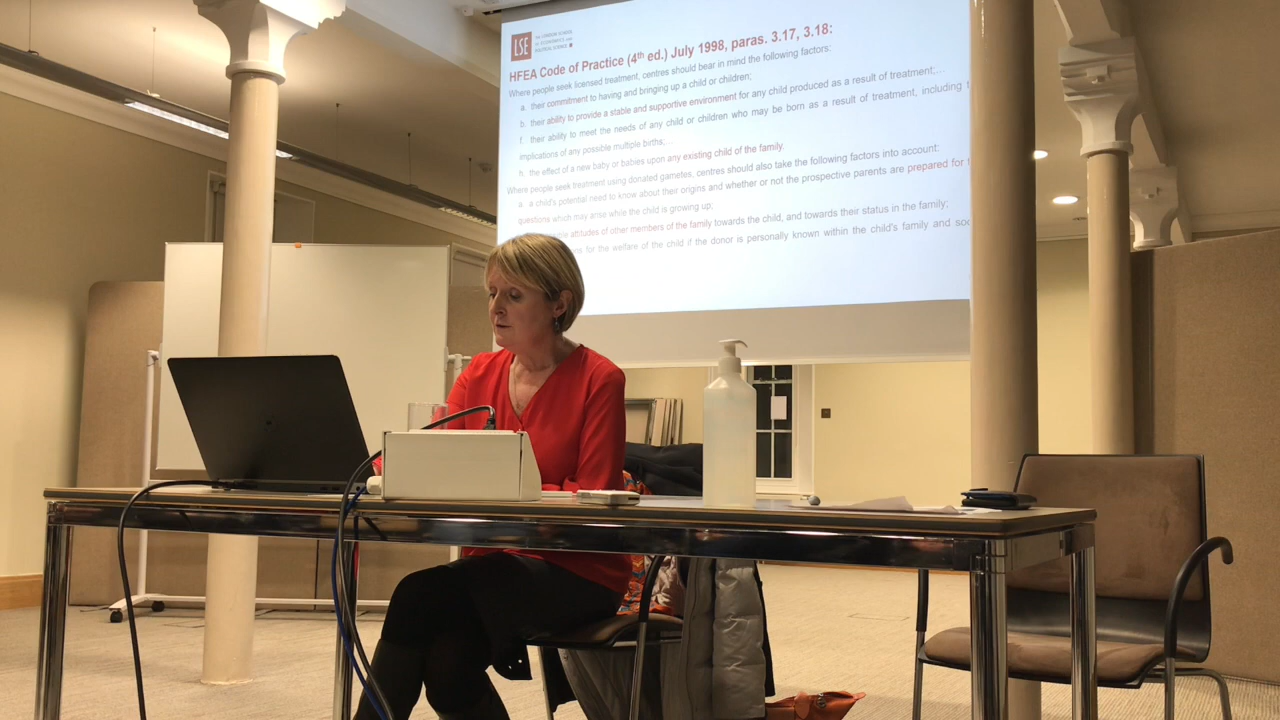 LSE THE LONDON SCHOOL
OF ECONOMICS AND
POLITICAL SCIENCE
HFEA Code of Practice (4th ed.) July 1998, paras. 3.17, 3.18:
Where people seek licensed treatment, centres should bear in mind the following factors:
a. their commitment to having and bringing up a child or children;
b. their ability to provide a stable and supportive environment for any child produced as a result of treatment;...
f. their ability to meet the needs of any child or children who may be born as a result of treatment, including
implications of any possible multiple births;...
h. the effect of a new baby or babies upon any existing child of the family.
Where people seek treatment using donated gametes, centres should also take the following factors into account:
a. a child's potential need to know about their origins and whether or not the prospective parents are prepared for
questions which may arise while the child is growing up;
attitudes of other members of the family towards the child, and towards their status in the family;
for the welfare of the child if the donor is personally known within the child's family and